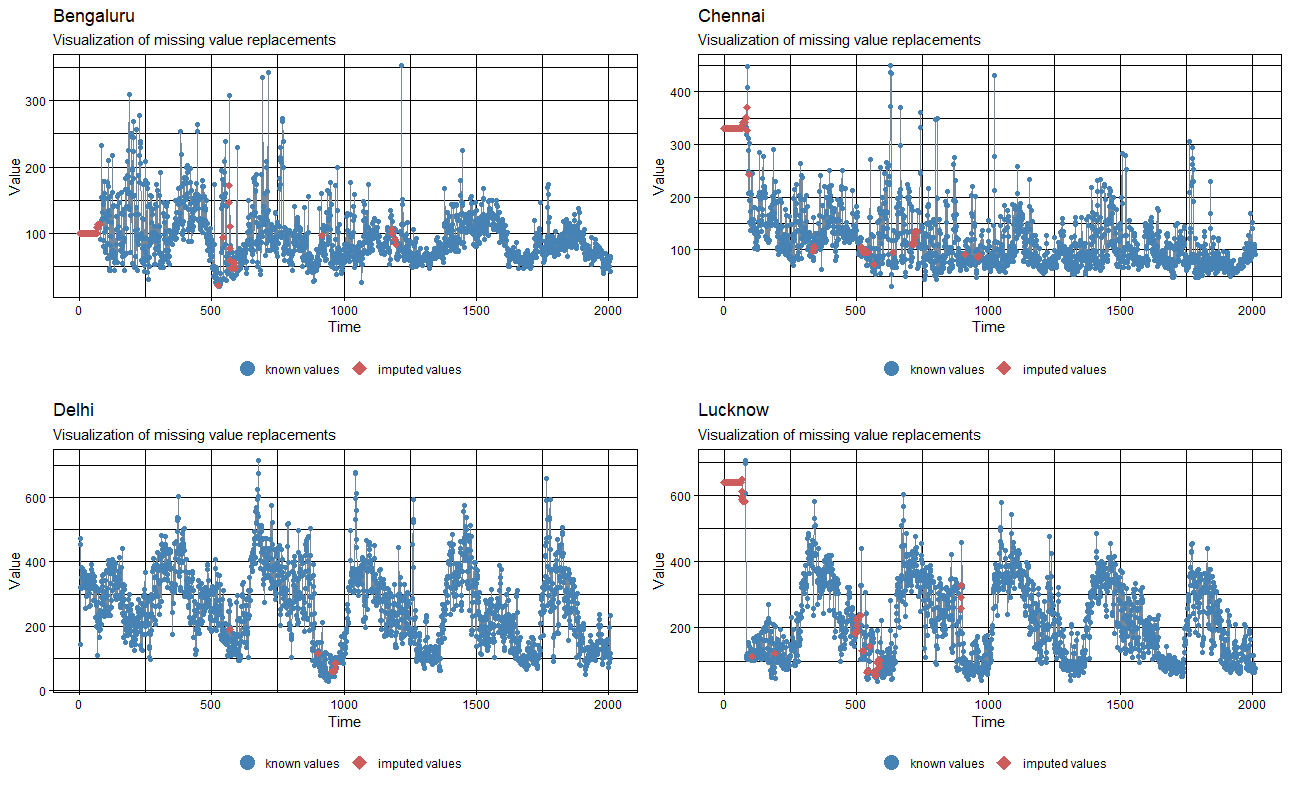 Bengaluru
Visualization of missing value replacements
Value
300
200
100
0 500 1000 1500 2000
Time
known values imputed values
Chennai
Visualization of missing value replacements
Value
400
300
200
100
0 500 1000 1500 2000
Time
known values imputed values
Delhi
Visualization of missing value replacements
Value
600
400
200
0
0 500 1000 1500 2000
Time
known values imputed values
Lucknow
Visualization of missing value replacements
Value
600
400
200
0 500 1000 1500 2000
Time
known values imputed values